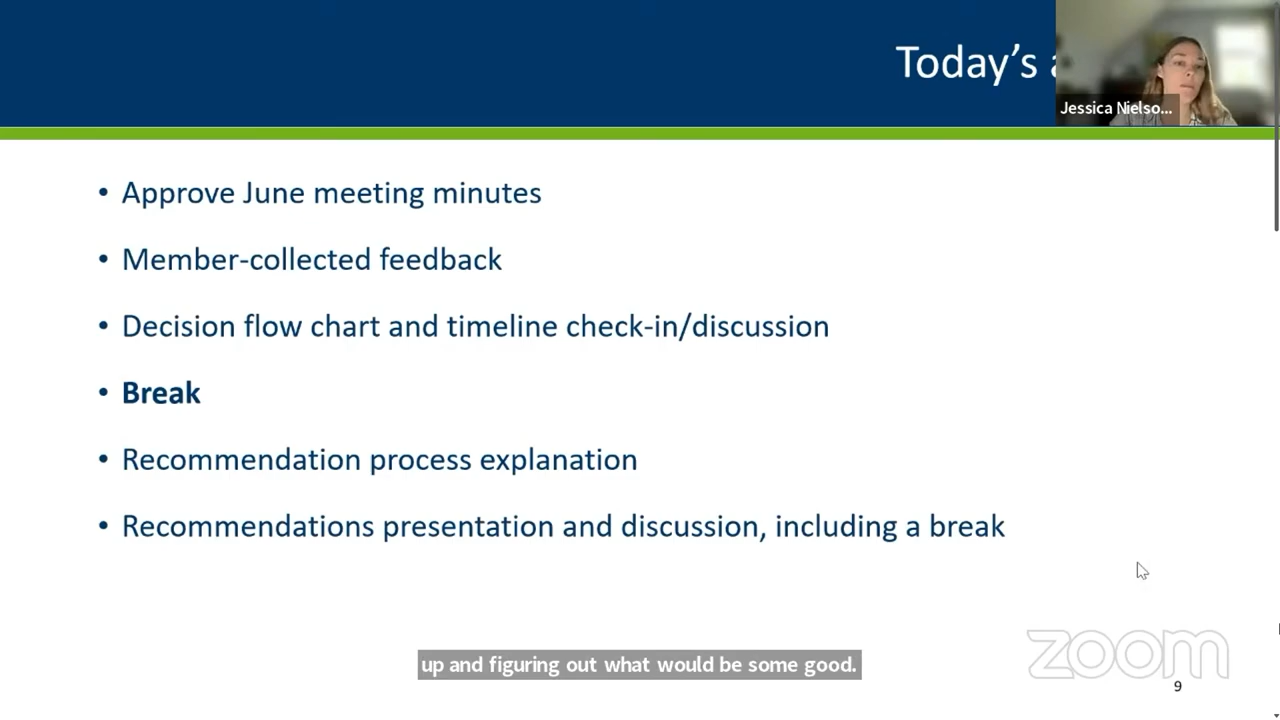 Today's a
Jessica Nielso...
• Approve June meeting minutes
• Member-collected feedback
• Decision flow chart and timeline check-in/discussion
• Break
• Recommendation process explanation
• Recommendations presentation and discussion, including a break
up and figuring out what would be some good.
zoom
9